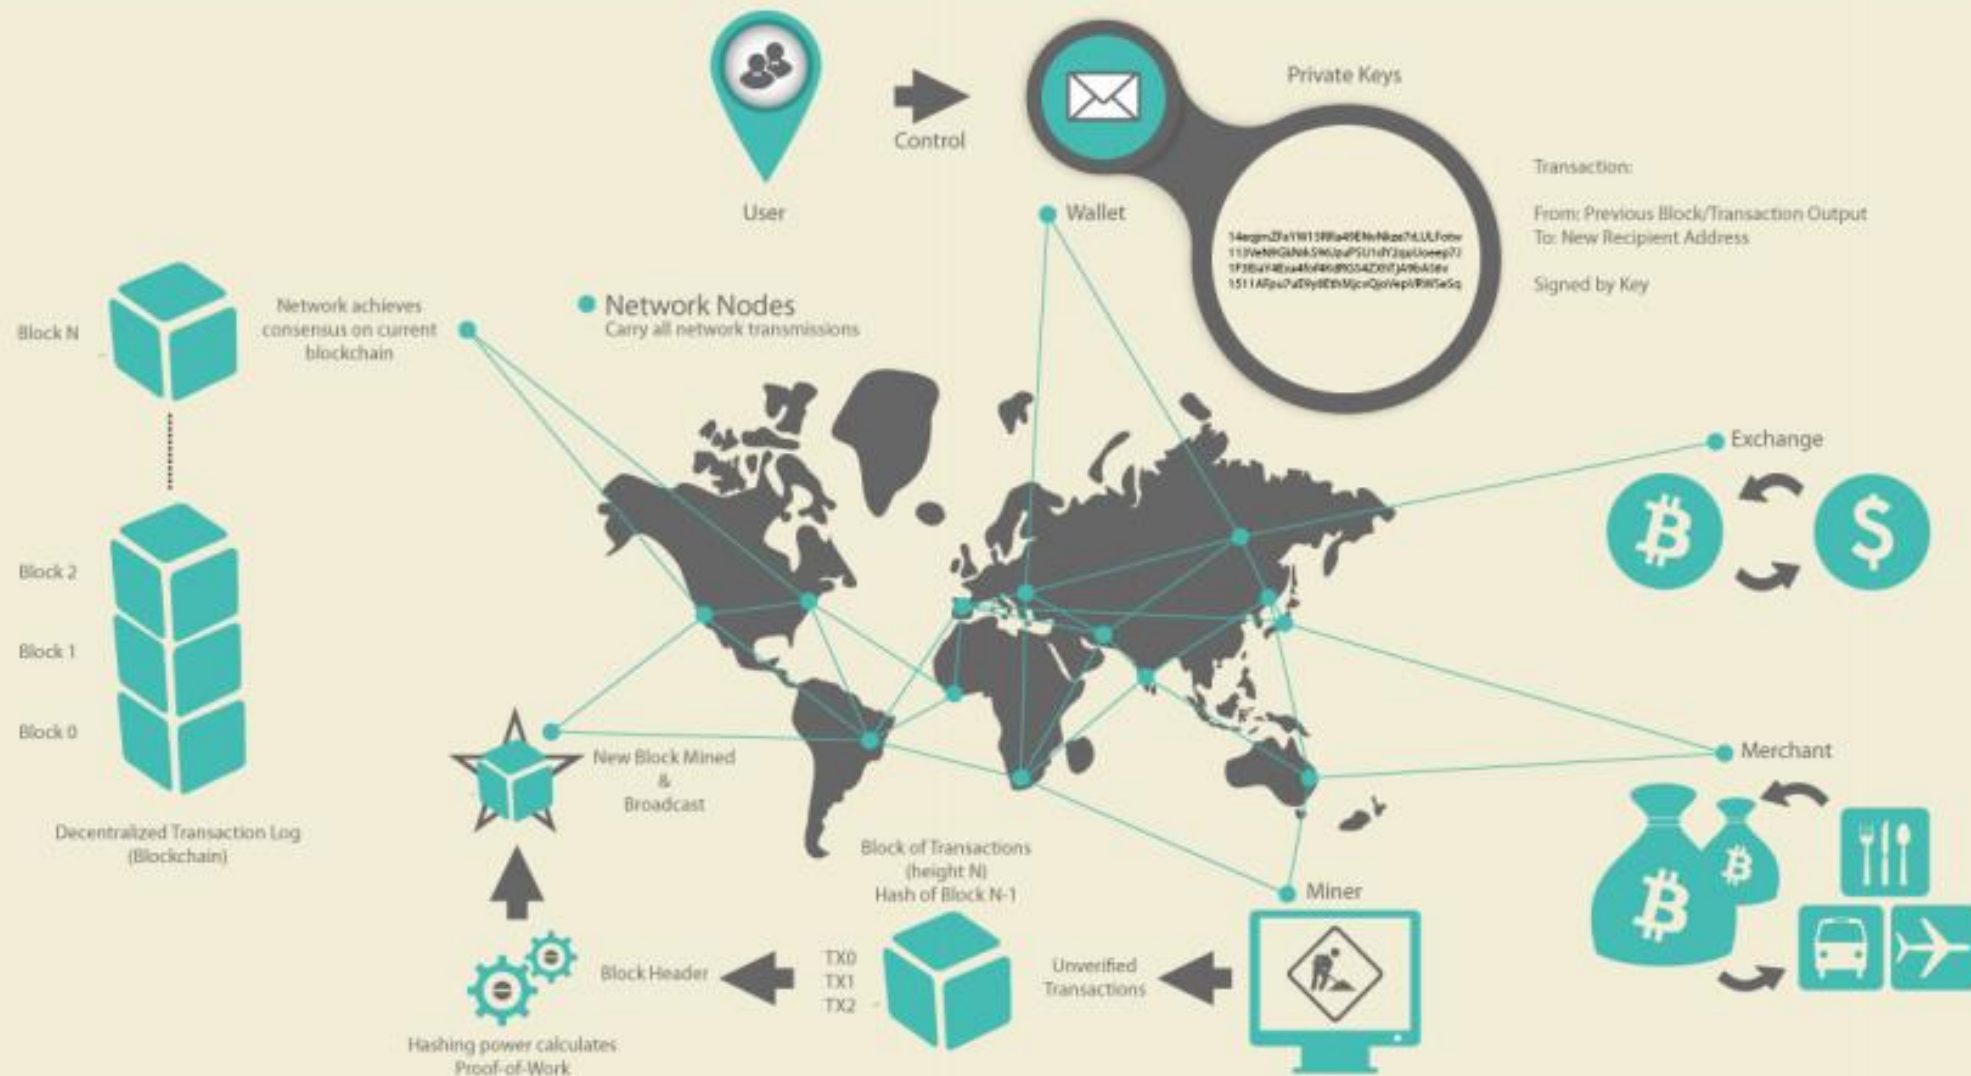 Private Keys
Control
User
Wallet
Transaction:
From: Previous Block/Transaction Output
To: New Recipient Address
Signed by Key
Block N
Network achieves
consensus on current
blockchain
Network Nodes
Carry all network transmissions
Exchange
Block 2
Block 1
Block 0
Decentralized Transaction Log
(Blockchain)
New Block Mined
&
Broadcast
Merchant
Block of Transactions
(height N)
Hash of Block N-1
Miner
TX0
TX1
TX2
Block Header
Unverified
Transactions
Hashing power calculates
Proof-of-Work